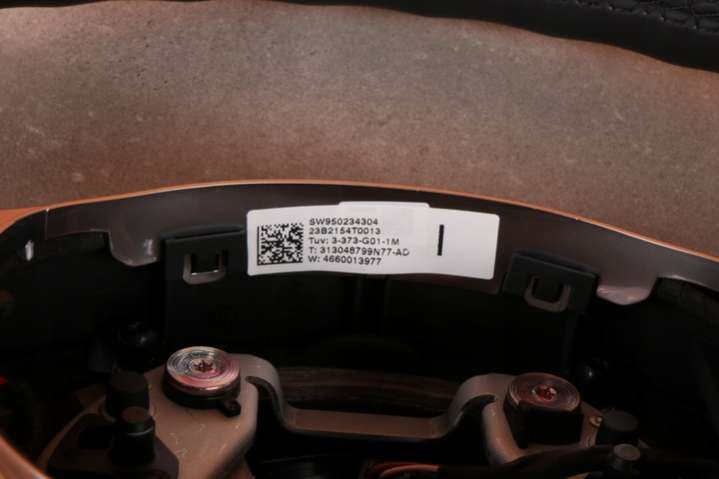 SW950234304
23B2154T0013
Tuv: 3-373-G01-1M
T: 313048799N77-AD
W: 4660013977